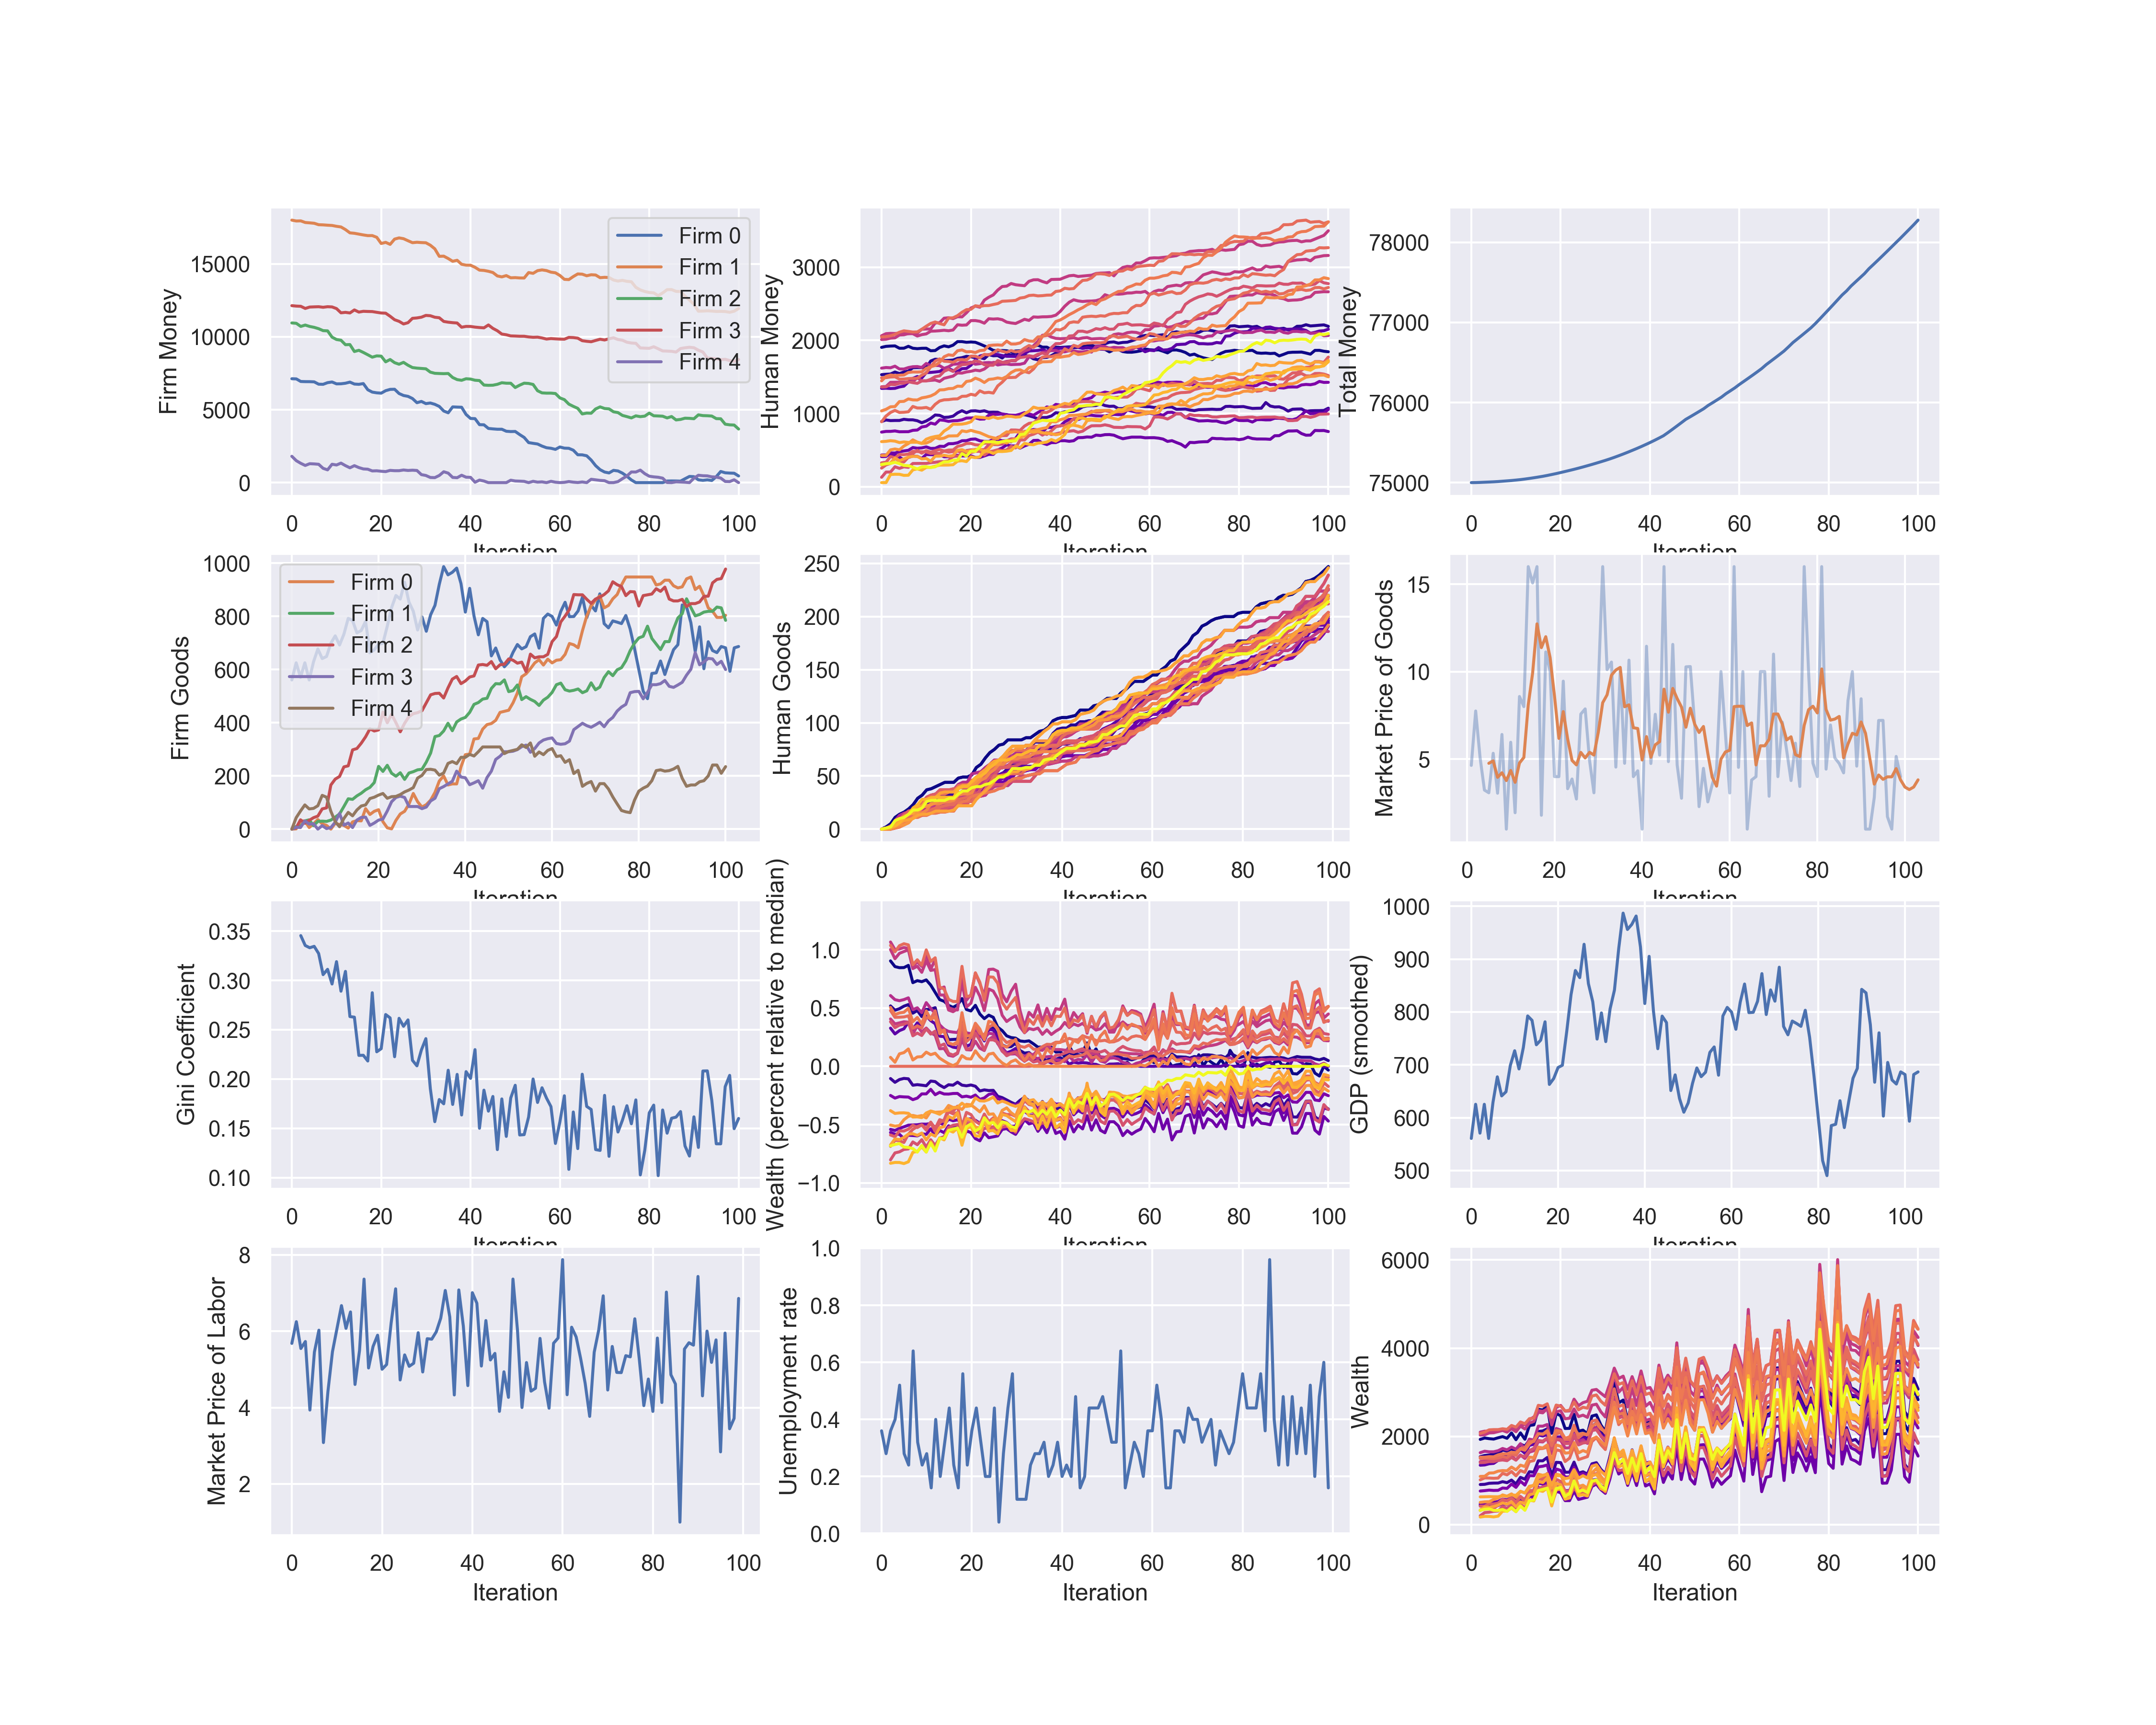 Firm Money
15000
10000
5000
0
0 20 40 60 80 100
Iteration
Firm 0
Firm 1
Firm 2
Firm 3
Firm 4
Human Money
3000
2000
1000
0
0 20 40 60 80 100
Iteration
Total Money
78000
77000
76000
75000
0 20 40 60 80 100
Iteration
Firm Goods
1000
800
600
400
200
0
0 20 40 60 80 100
Iteration
Firm 0
Firm 1
Firm 2
Firm 3
Firm 4
Human Goods
250
200
150
100
50
0
0 20 40 60 80 100
Iteration
Market Price of Goods
15
10
5
0 20 40 60 80 100
Iteration
Gini Coefficient
0.35
0.30
0.25
0.20
0.15
0.10
0 20 40 60 80 100
Iteration
Wealth (percent relative to median)
1.0
0.5
0.0
−0.5
−1.0
0 20 40 60 80 100
Iteration
GDP (smoothed)
1000
900
800
700
600
500
0 20 40 60 80 100
Iteration
Market Price of Labor
8
6
4
2
0 20 40 60 80 100
Iteration
Unemployment rate
1.0
0.8
0.6
0.4
0.2
0.0
0 20 40 60 80 100
Iteration
Wealth
6000
4000
2000
0
0 20 40 60 80 100
Iteration